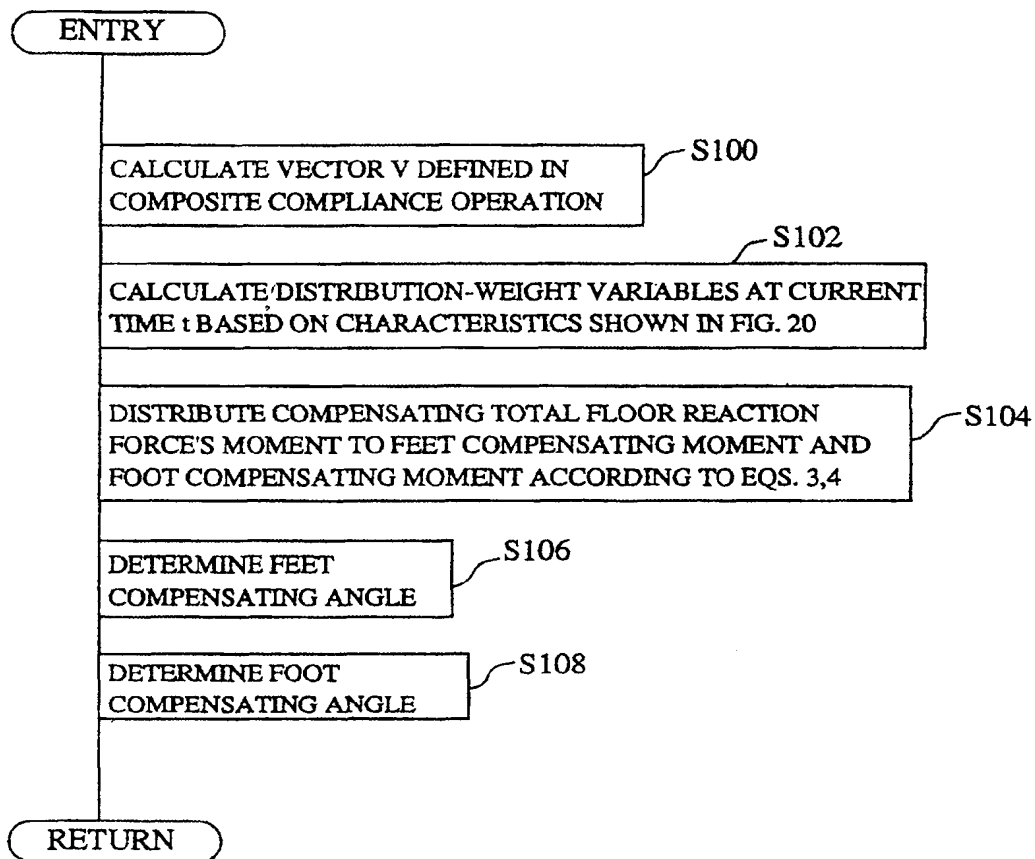 ENTRY
S100
CALCULATE VECTOR V DEFINED IN
COMPOSITE COMPLIANCE OPERATION
S102
CALCULATE DISTRIBUTION-WEIGHT VARIABLES AT CURRENT
TIME t BASED ON CHARACTERISTICS SHOWN IN FIG. 20
S104
DISTRIBUTE COMPENSATING TOTAL FLOOR REACTION
FORCE'S MOMENT TO FEET COMPENSATING MOMENT AND
FOOT COMPENSATING MOMENT ACCORDING TO EQS. 3,4
S106
DETERMINE FEET
COMPENSATING ANGLE
S108
DETERMINE FOOT
COMPENSATING ANGLE
RETURN